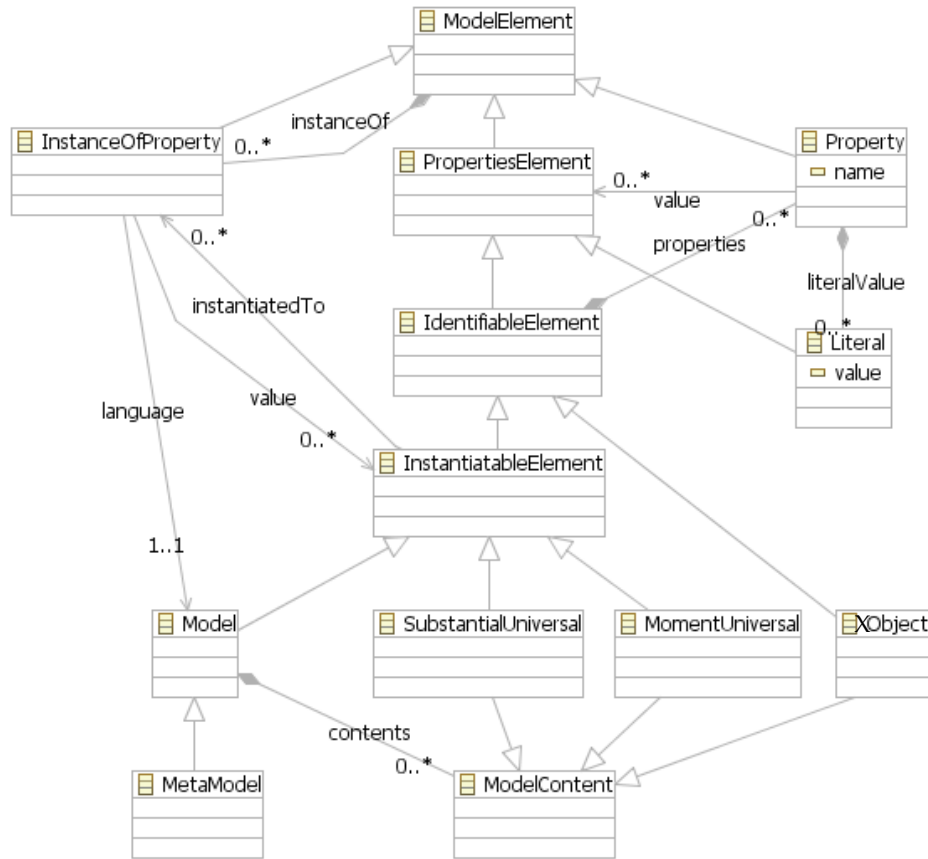 ModelElement
instanceOf
InstanceOfProperty
0..*
Property
PropertiesElement
name
0..*
value
0..*
0..*
properties
instantiatedTo
literalValue
IdentifiableElement
0..*
Literal
value
language
value
0..*
InstantiatableElement
1..1
Model
SubstantialUniversal
MomentUniversal
XObject
contents
0..*
MetaModel
ModelContent